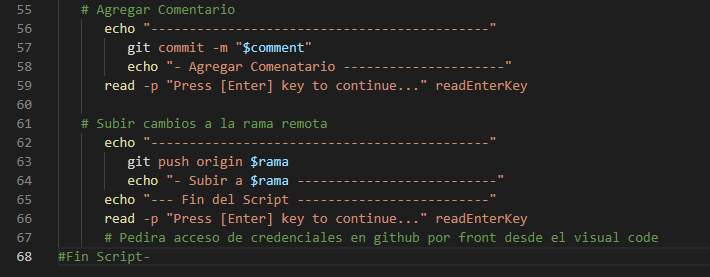 55 # Agregar Comentario
56 echo "--------------------------------------------"
57 git commit -m "$comment"
58 echo "- Agregar Comenatario ---------------------"
59 read -p "Press [Enter] key to continue..." readEnterKey
60
61 # Subir cambios a la rama remota
62 echo "--------------------------------------------"
63 git push origin $rama
64 echo "- Subir a $rama --------------------------"
65 echo "--- Fin del Script -------------------------"
66 read -p "Press [Enter] key to continue..." readEnterKey
67 # Pedira acceso de credenciales en github por front desde el visual code
68 #Fin Script-